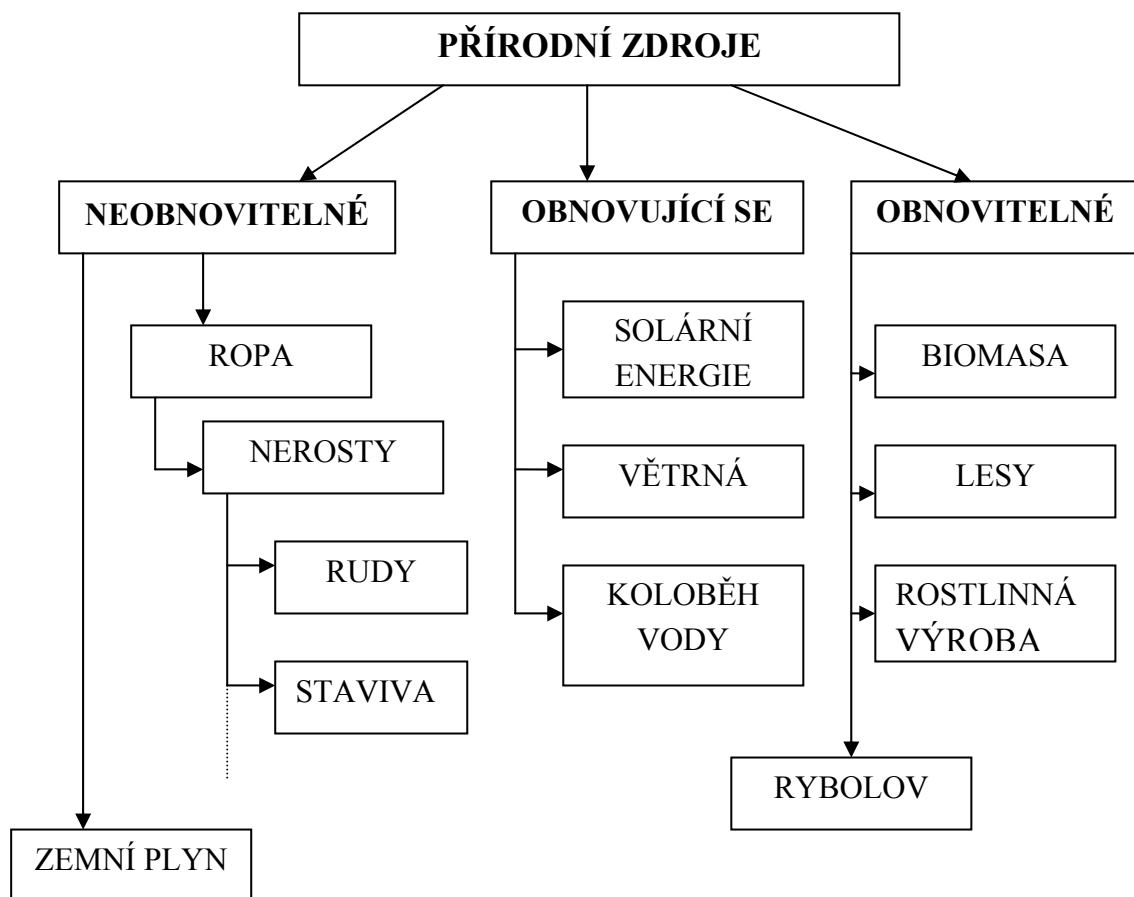 PŘÍRODNÍ ZDROJE
NEOBNOVITELNÉ
OBNOVUJÍCÍ SE
OBNOVITELNÉ
ROPA
NEROSTY
RUDY
STAVIVA
ZEMNÍ PLYN
SOLÁRNÍ
ENERGIE
VĚTRNÁ
KOLOBĚH
VODY
BIOMASA
LESY
ROSTLINNÁ
VÝROBA
RYBOLOV